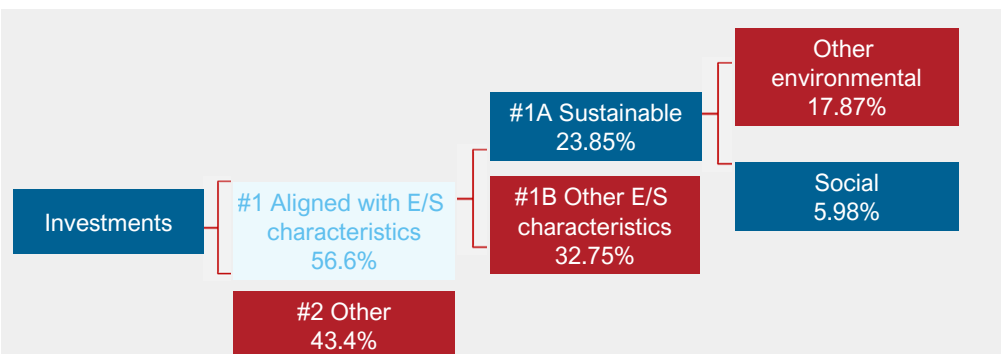 Investments
#1 Aligned with E/S
characteristics
56.6%
#2 Other
43.4%
#1A Sustainable
23.85%
#1B Other E/S
characteristics
32.75%
Other
environmental
17.87%
Social
5.98%